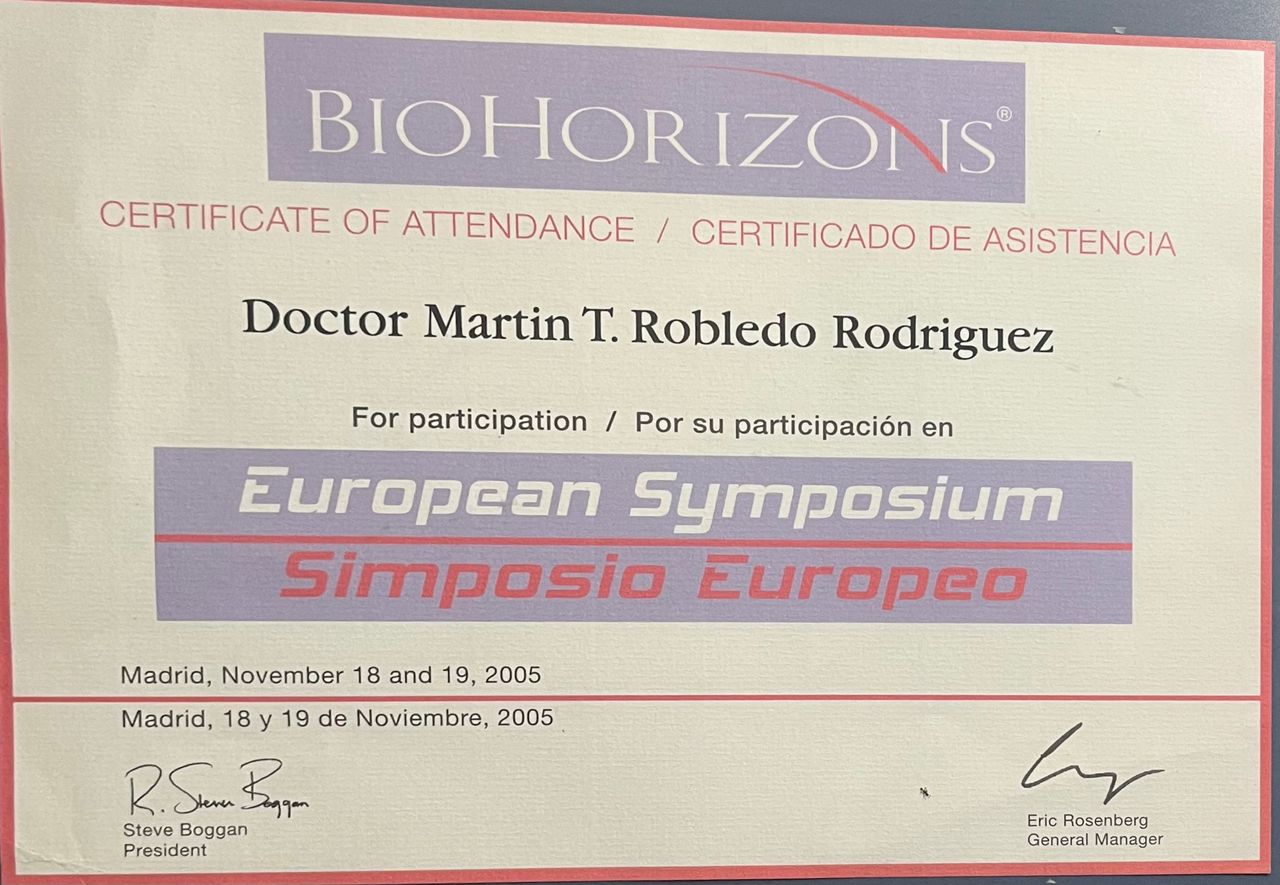 BIOHORIZONS®
CERTIFICATE OF ATTENDANCE / CERTIFICADO DE ASISTENCIA
Doctor Martin T. Robledo Rodriguez
For participation / Por su participación en
European Symposium
Simposio Europeo
Madrid, November 18 and 19, 2005
Madrid, 18 y 19 de Noviembre, 2005
R. Steven Boggan
Steve Boggan
President
Eric Rosenberg
General Manager